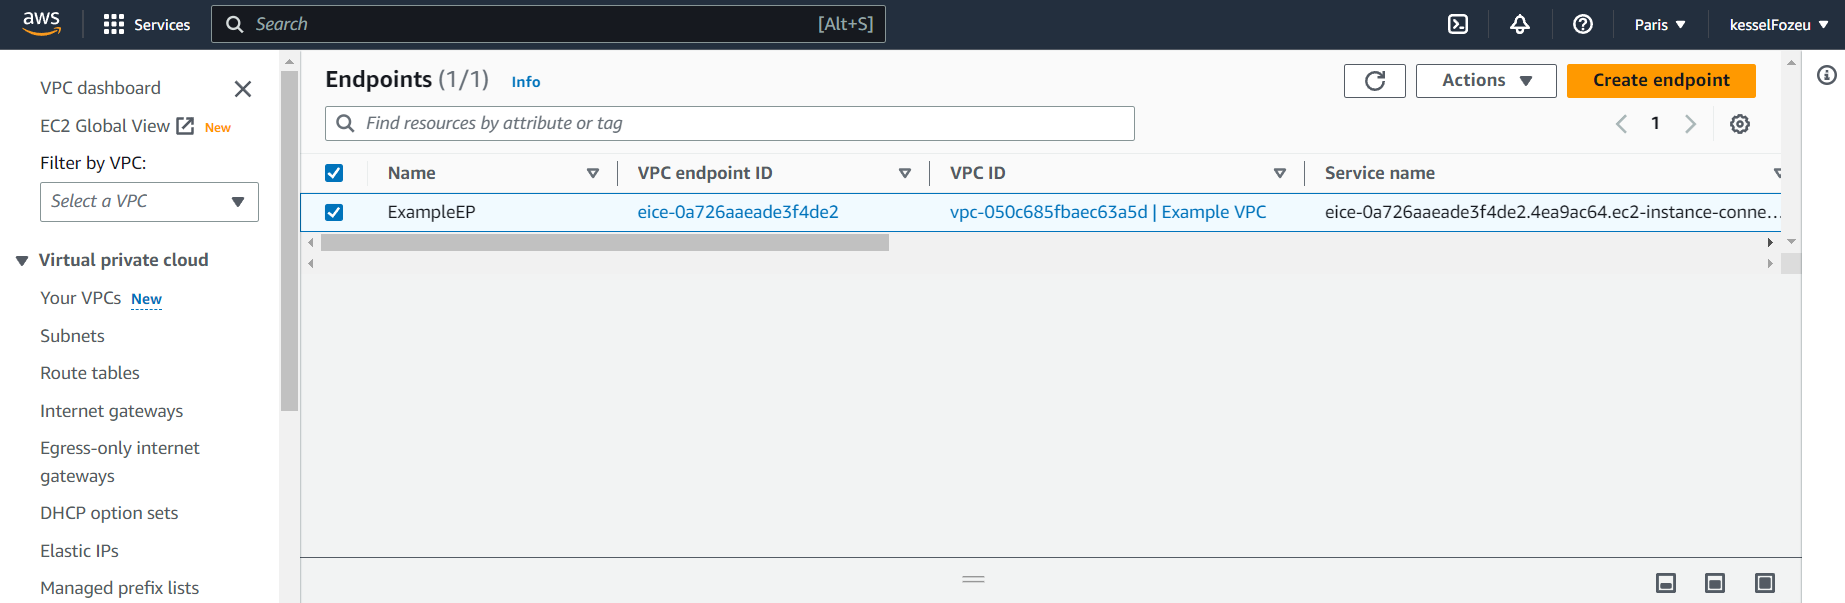 aws Services Search [Alt+S] Paris kesselFozeu
VPC dashboard
EC2 Global View New
Filter by VPC:
Select a VPC
Virtual private cloud
Your VPCs New
Subnets
Route tables
Internet gateways
Egress-only internet
gateways
DHCP option sets
Elastic IPs
Managed prefix lists
Endpoints (1/1) Info Actions Create endpoint
Find resources by attribute or tag 1
Name VPC endpoint ID VPC ID Service name
ExampleEP eice-0a726aaeade3f4de2 vpc-050c685fbaec63a5d | Example VPC eice-0a726aaeade3f4de2.4ea9ac64.ec2-instance-conne...